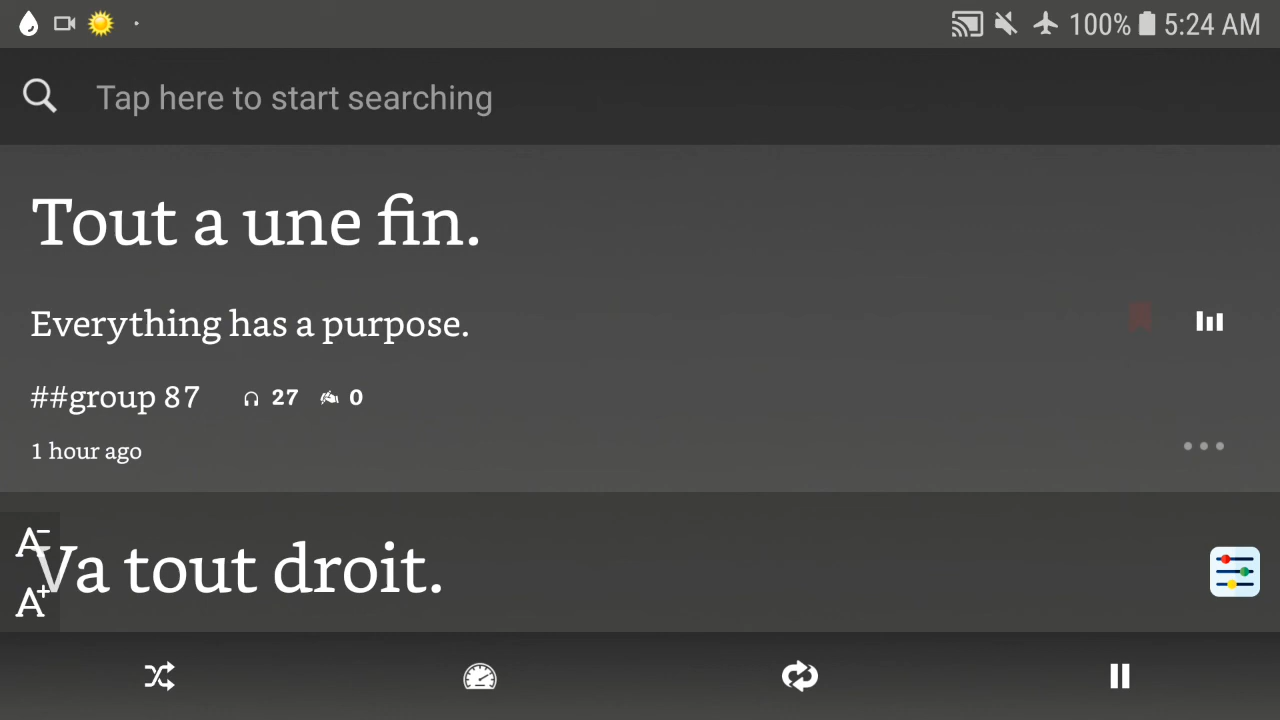 100% 5:24 AM
Tap here to start searching
Tout a une fin.
Everything has a purpose.
##group 87 27 0
1 hour ago
A-
Va tout droit.
A+